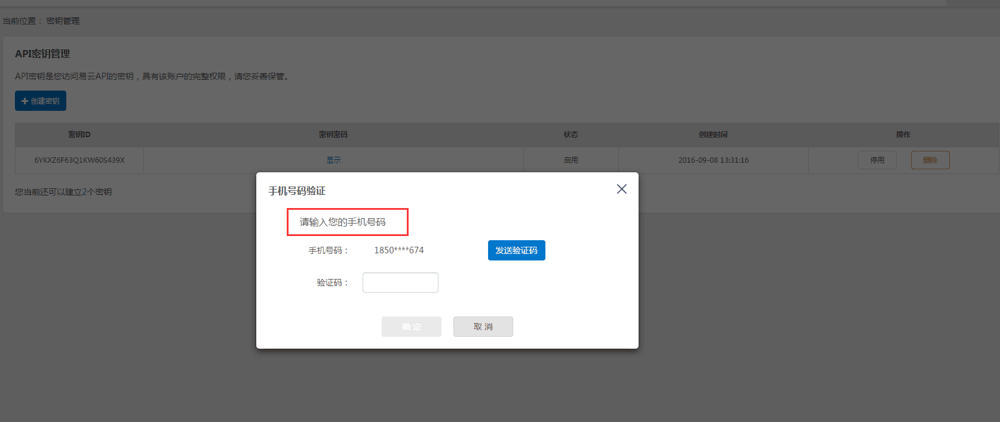 当前位置： 密钥管理
API密钥管理
API密钥是您访问易云API的密钥，具有该账户的完整权限，请您妥善保管。
创建密钥
密钥ID 密钥密码 状态 创建时间 操作
6YKXZ6F63Q1KW60S439X 显示 启用 2016-09-08 13:31:16 停用 删除
您当前还可以建立2个密钥
手机号码验证
请输入您的手机号码
手机号码： 1850****674 发送验证码
验证码：
确 定 取 消